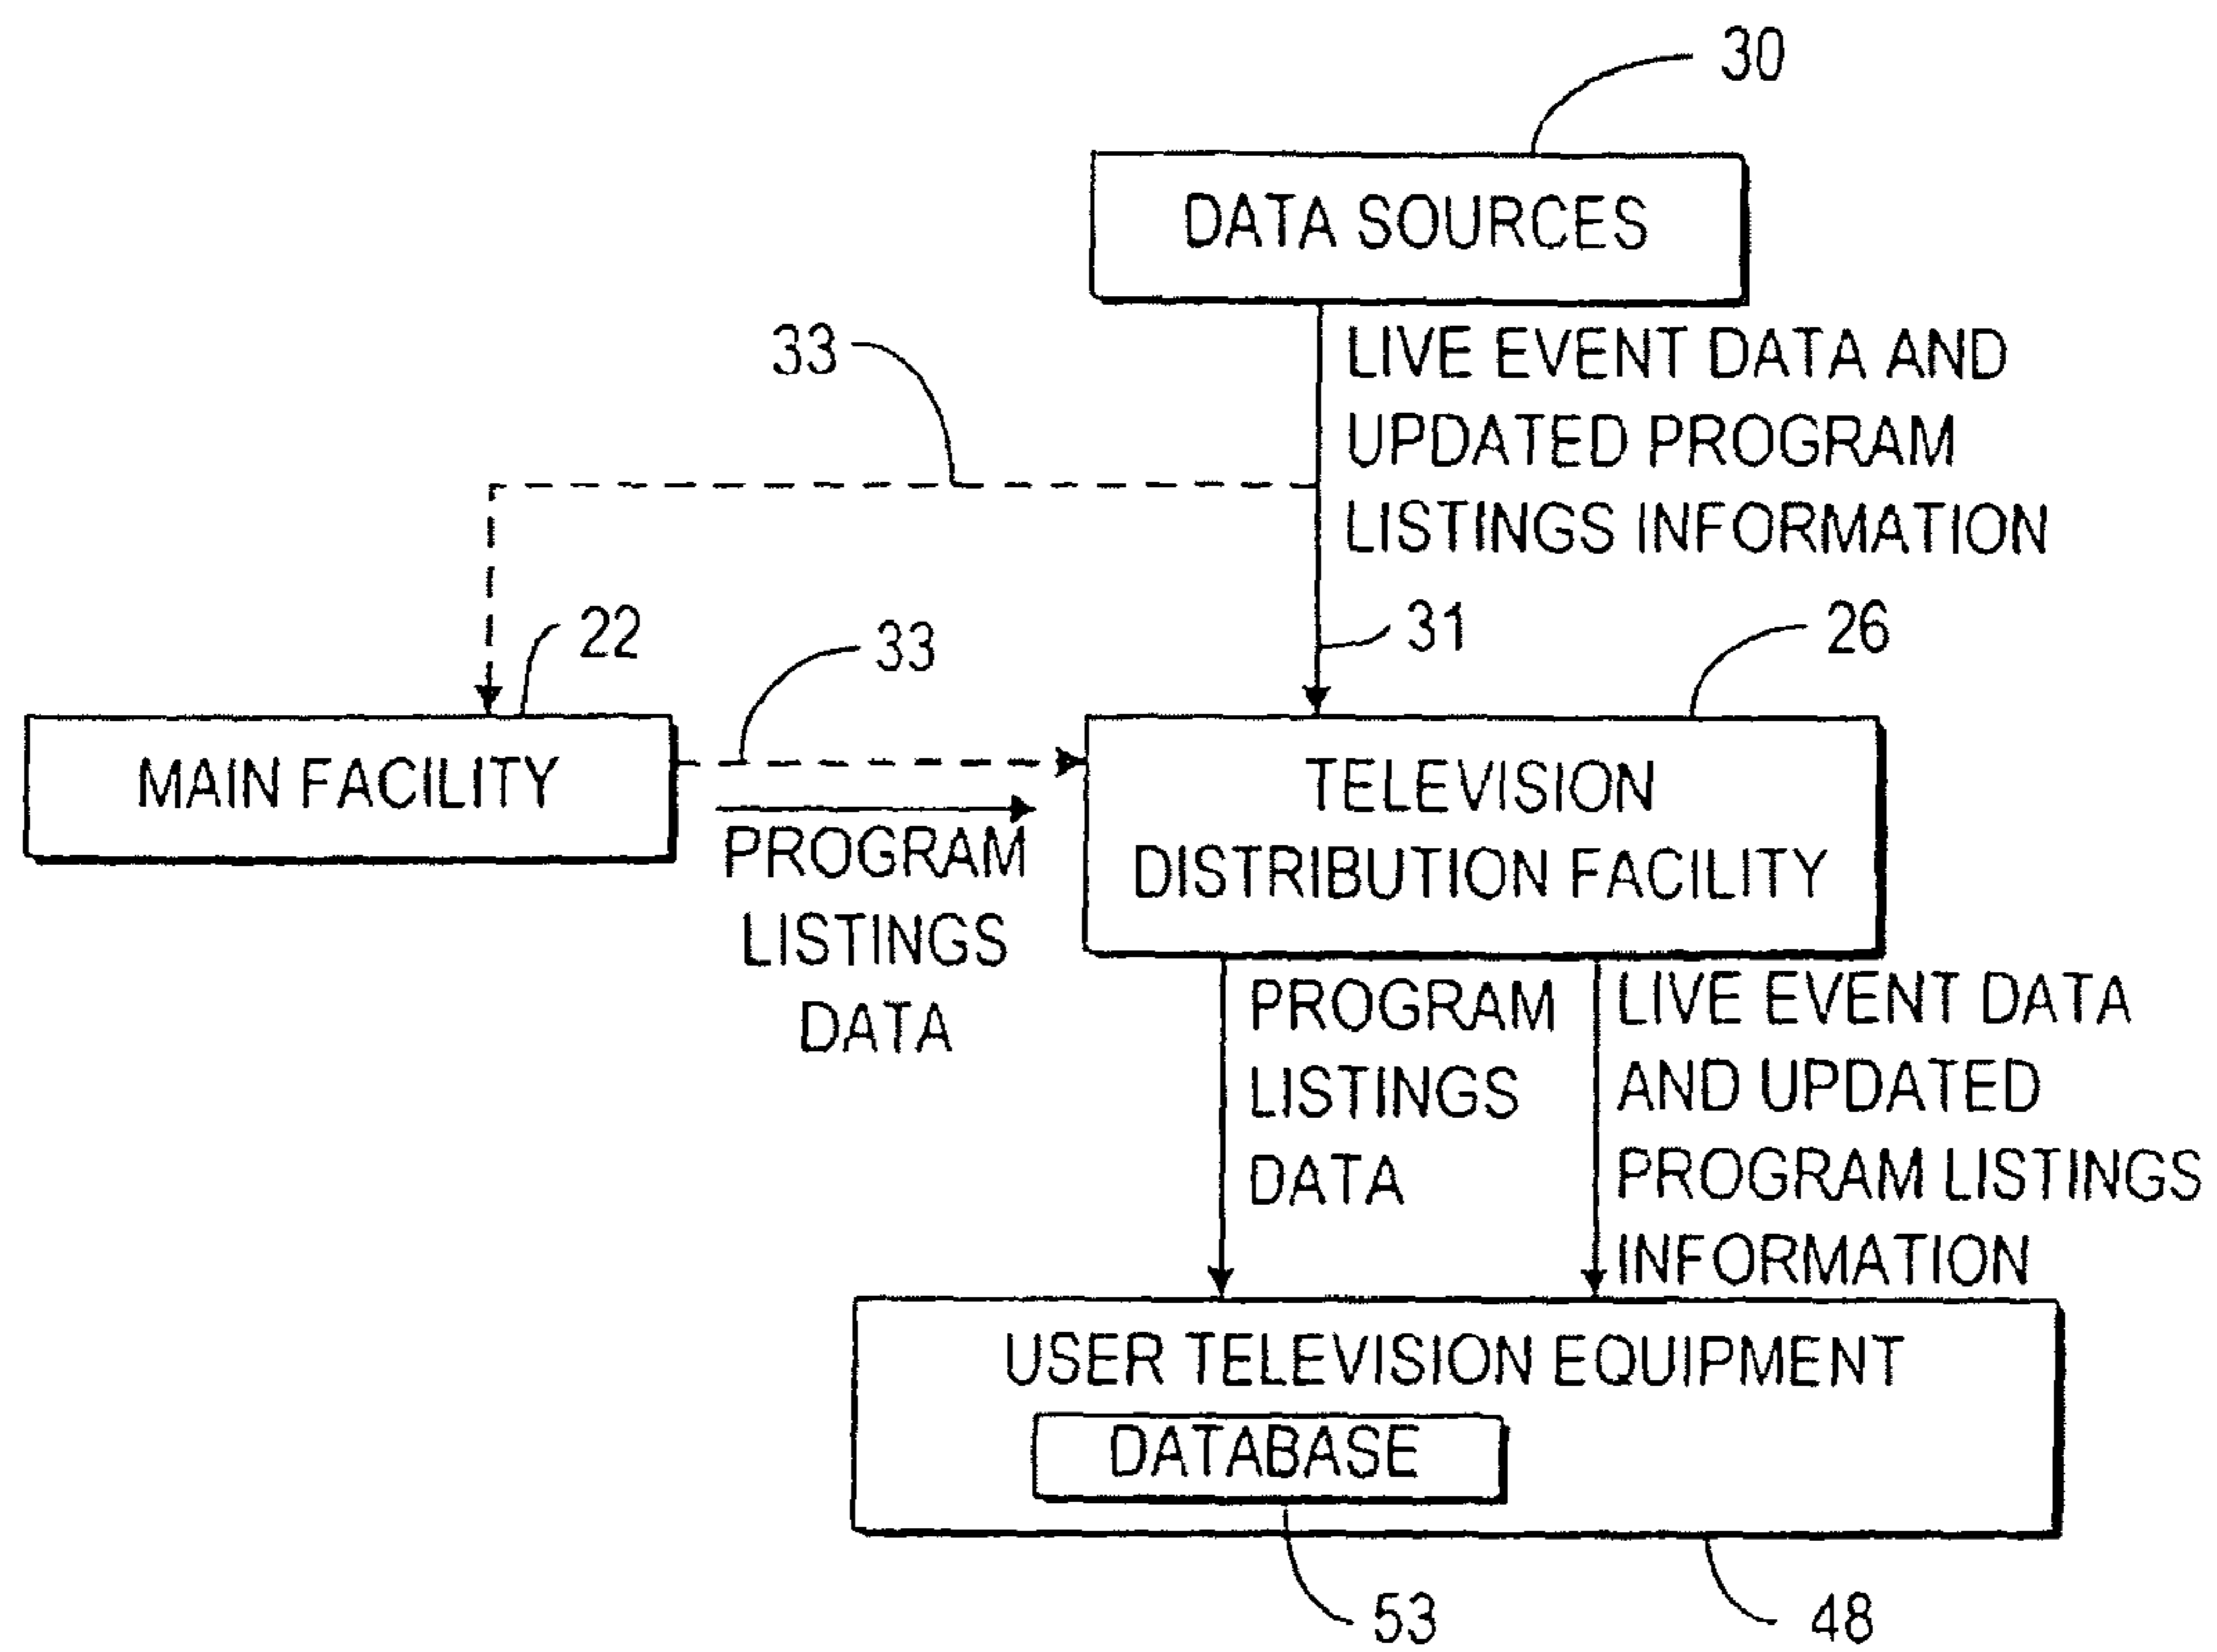 30
DATA SOURCES
33
LIVE EVENT DATA AND
UPDATED PROGRAM
LISTINGS INFORMATION
22
33
31
26
MAIN FACILITY
PROGRAM
LISTINGS
DATA
TELEVISION
DISTRIBUTION FACILITY
PROGRAM
LISTINGS
DATA
LIVE EVENT DATA
AND UPDATED
PROGRAM LISTINGS
INFORMATION
USER TELEVISION EQUIPMENT
DATABASE
53
48